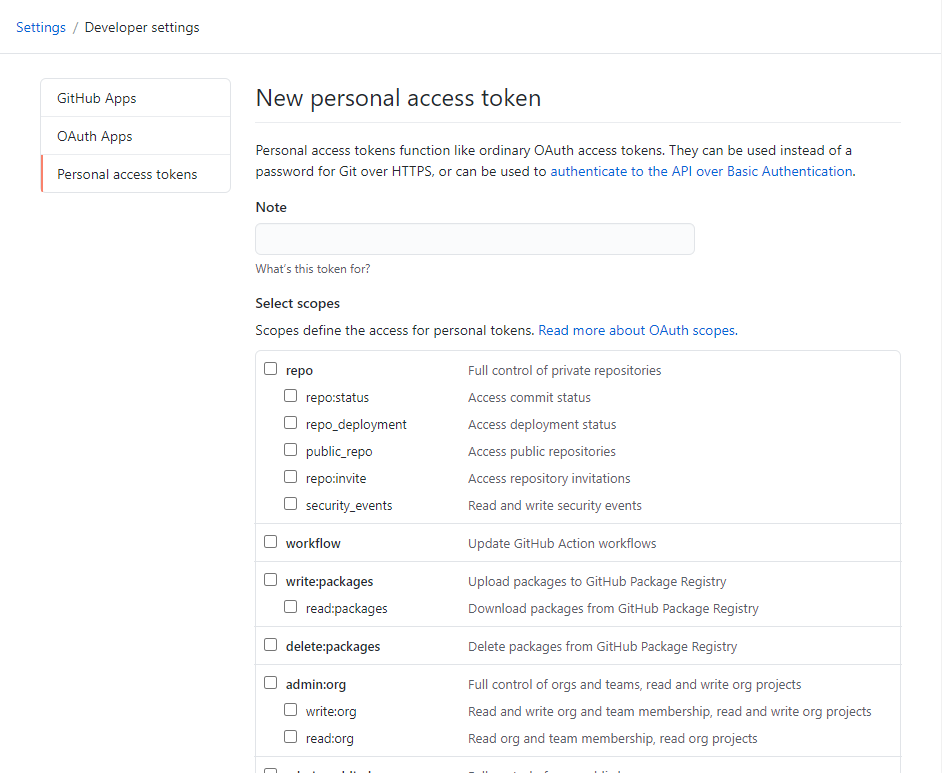 Settings / Developer settings
GitHub Apps
OAuth Apps
Personal access tokens
New personal access token
Personal access tokens function like ordinary OAuth access tokens. They can be used instead of a
password for Git over HTTPS, or can be used to authenticate to the API over Basic Authentication.
Note
What's this token for?
Select scopes
Scopes define the access for personal tokens. Read more about OAuth scopes.
repo Full control of private repositories
repo:status Access commit status
repo_deployment Access deployment status
public_repo Access public repositories
repo:invite Access repository invitations
security_events Read and write security events
workflow Update GitHub Action workflows
write:packages Upload packages to GitHub Package Registry
read:packages Download packages from GitHub Package Registry
delete:packages Delete packages from GitHub Package Registry
admin:org Full control of orgs and teams, read and write org projects
write:org Read and write org and team membership, read and write org projects
read:org Read org and team membership, read org projects